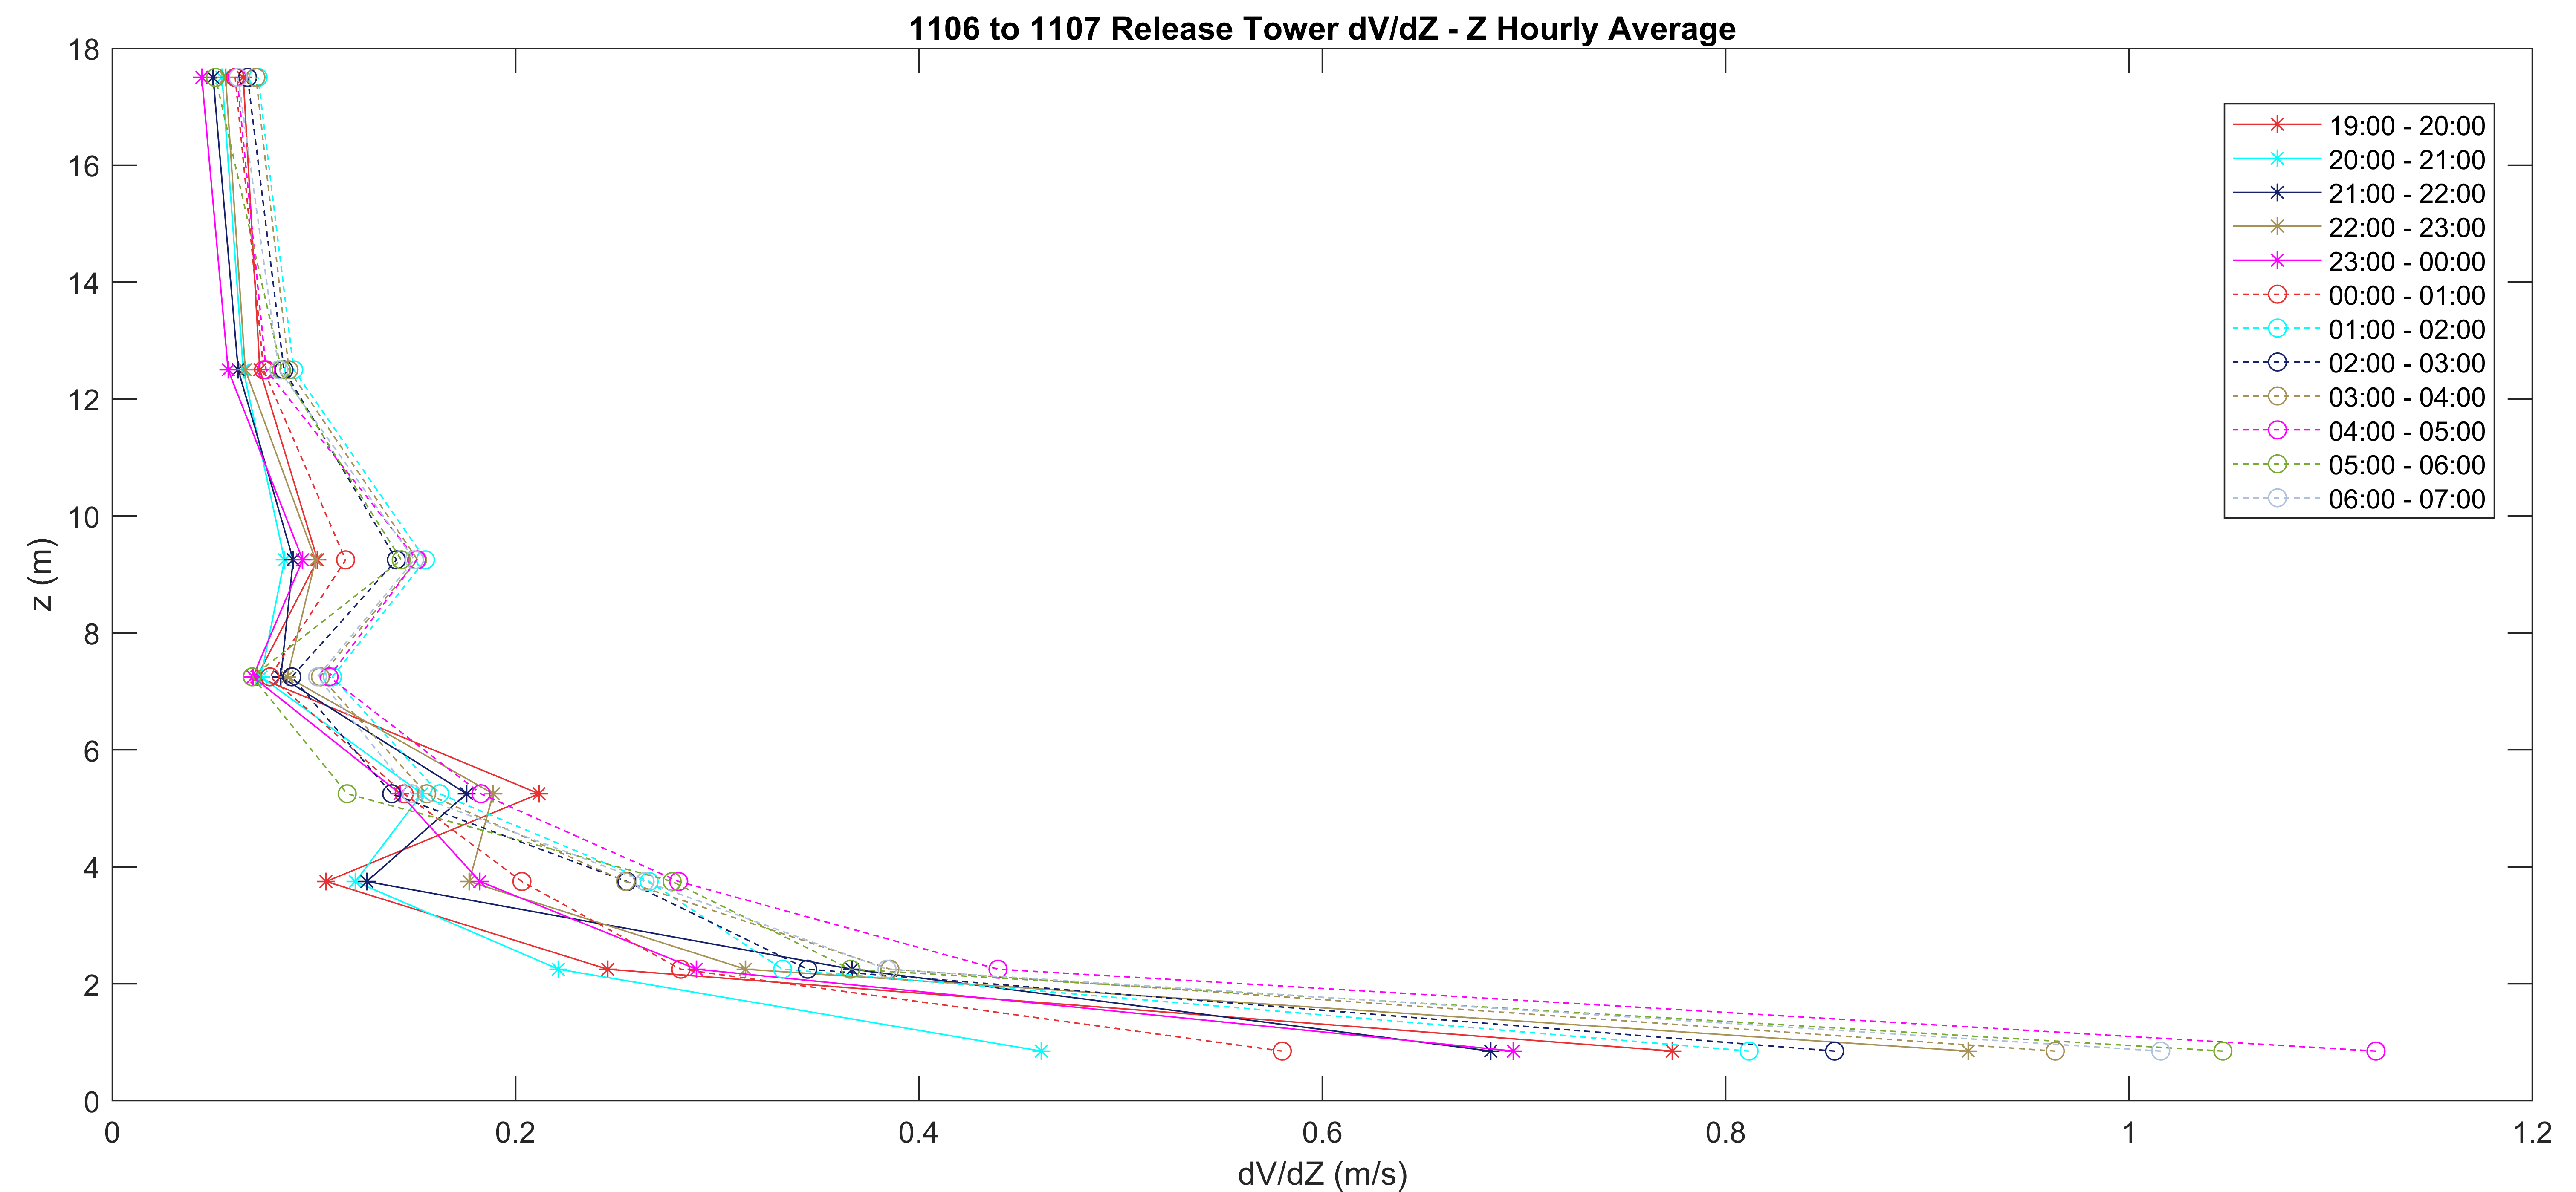 1106 to 1107 Release Tower dV/dZ - Z Hourly Average
18
16
14
12
10
8
6
4
2
0
z (m)
19:00 - 20:00
20:00 - 21:00
21:00 - 22:00
22:00 - 23:00
23:00 - 00:00
00:00 - 01:00
01:00 - 02:00
02:00 - 03:00
03:00 - 04:00
04:00 - 05:00
05:00 - 06:00
06:00 - 07:00
0 0.2 0.4 0.6 0.8 1 1.2
dV/dZ (m/s)